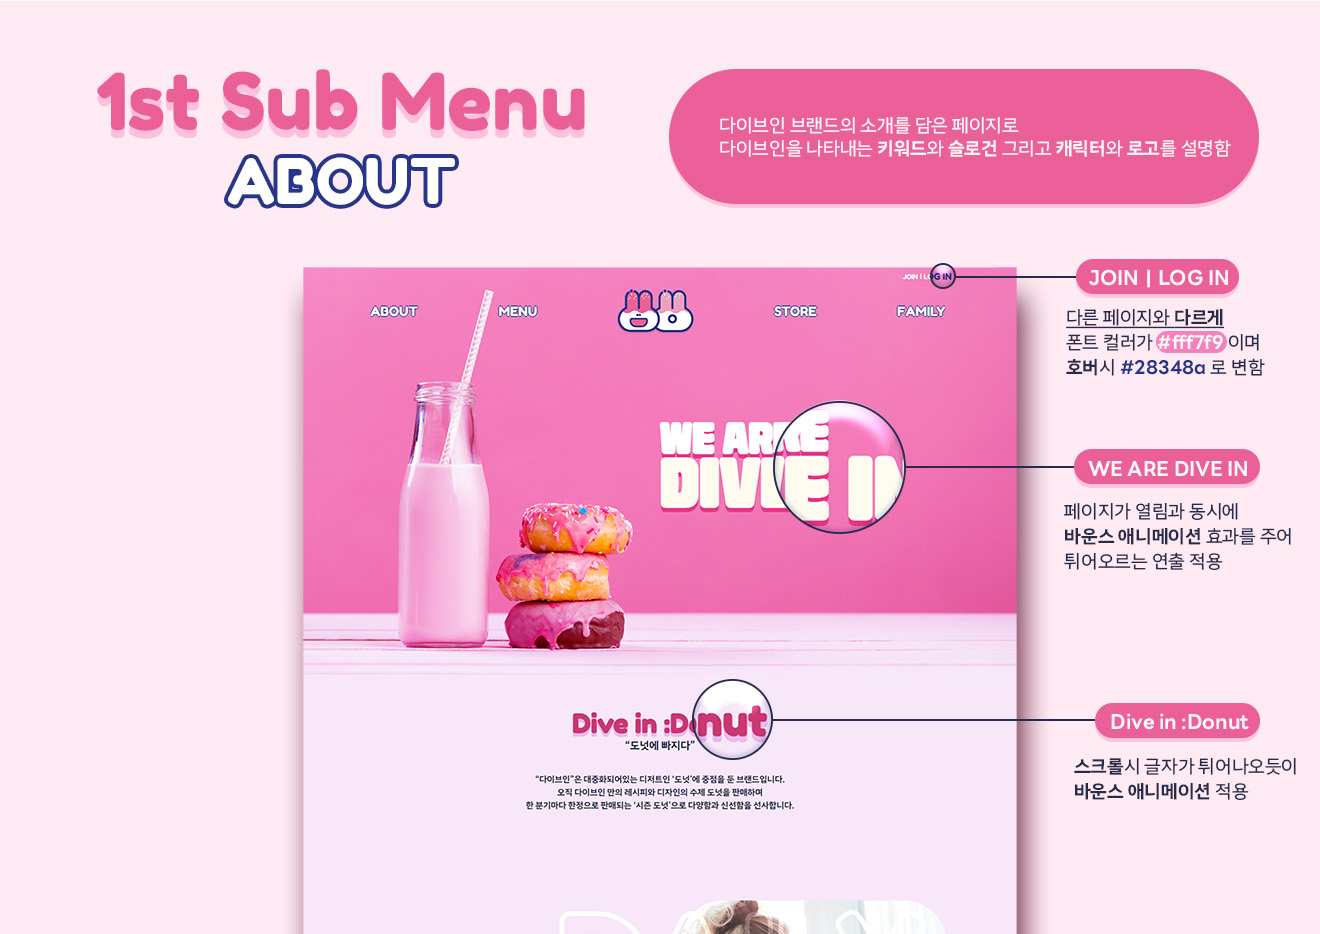 1st Sub Menu
ABOUT
다이브인 브랜드의 소개를 담은 페이지로
다이브인을 나타내는 키워드와 슬로건 그리고 캐릭터와 로고를 설명함
JOIN | LOG IN
ABOUT
MENU
STORE
FAMILY
JOIN | LOG IN
다른 페이지와 다르게
폰트 컬러가 #fff7f9 이며
호버시 #28348a 로 변함
WE ARE
DIVE IN
WE ARE DIVE IN
페이지가 열림과 동시에
바운스 애니메이션 효과를 주어
튀어오르는 연출 적용
Dive in :Donut
“도넛에 빠지다”
Dive in :Donut
스크롤시 글자가 튀어나오듯이
바운스 애니메이션 적용
“다이브인”은 대중화되어있는 디저트인 ‘도넛’에 중점을 둔 브랜드입니다.
오직 다이브인 만의 레시피와 디자인의 수제 도넛을 판매하며
한 분기마다 한정으로 판매되는 ‘시즌 도넛’으로 다양함과 신선함을 선사합니다.